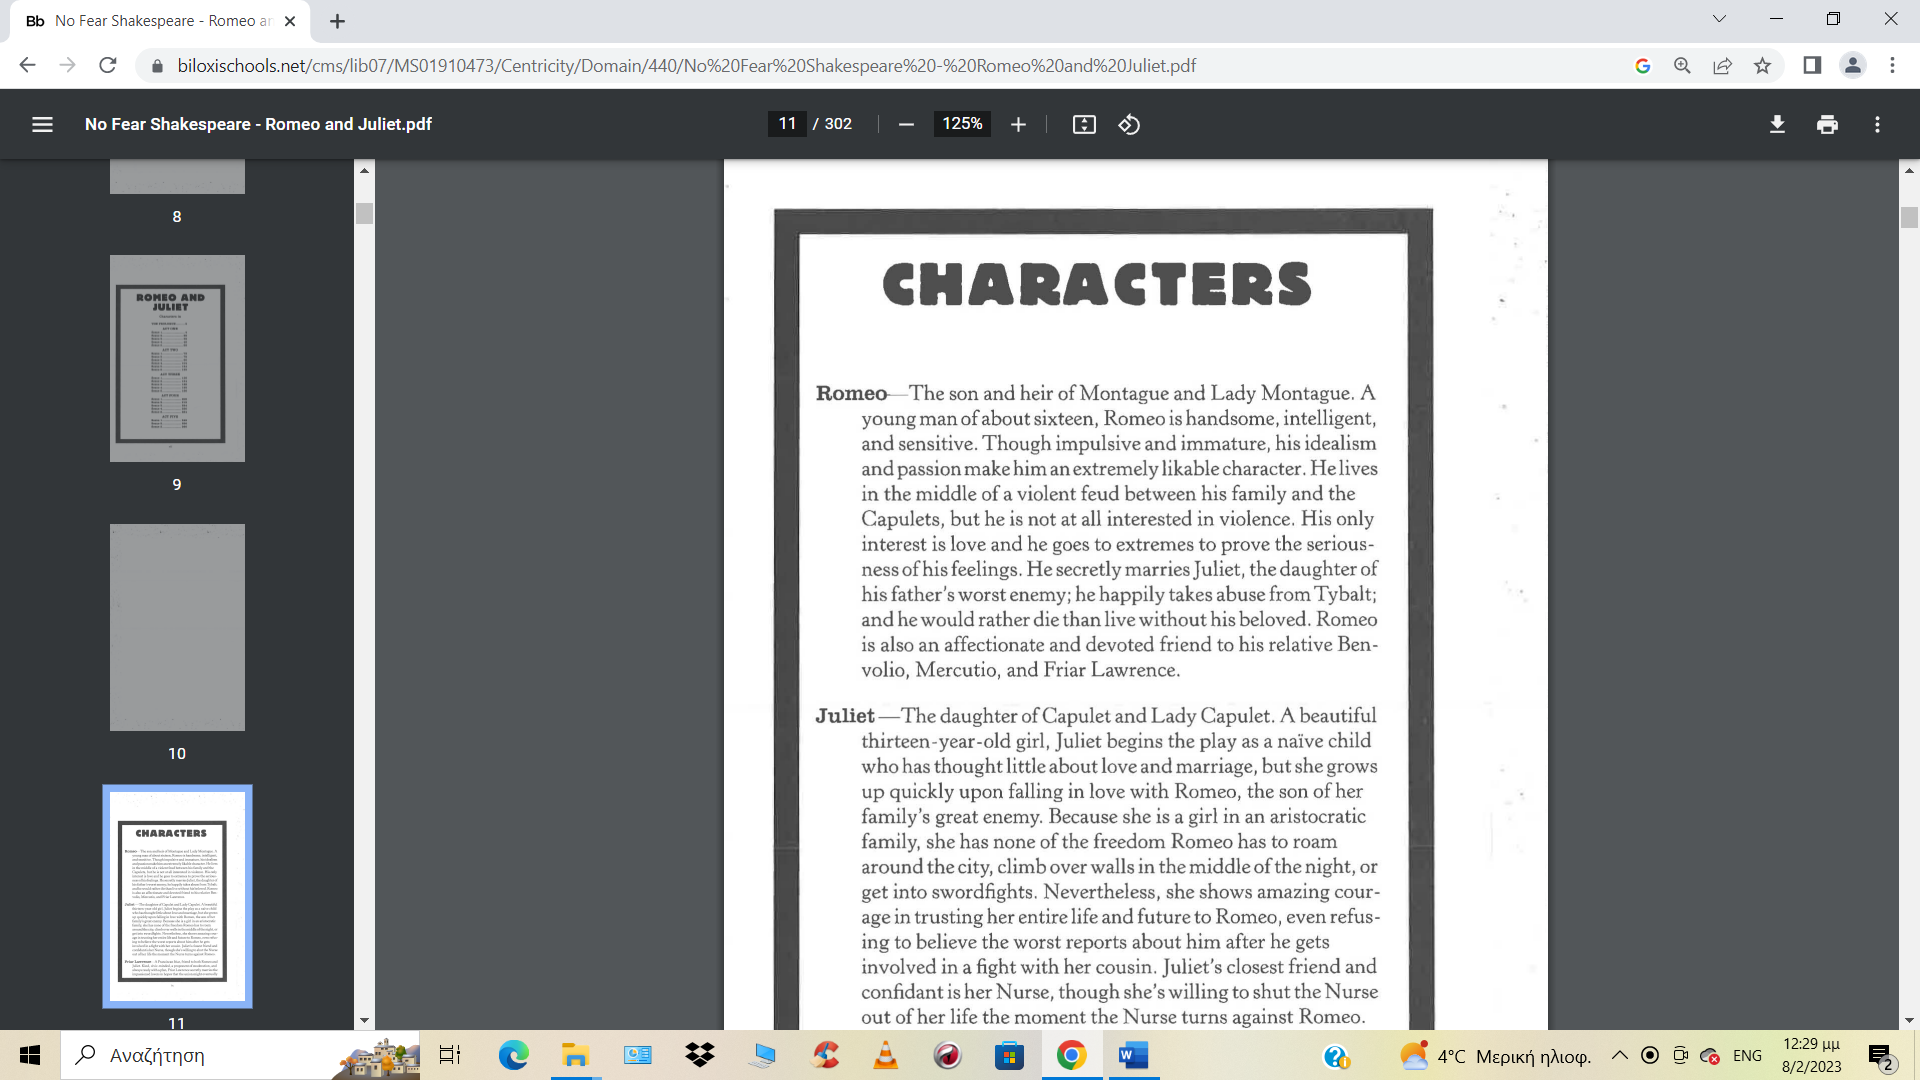 Bb No Fear Shakespeare - Romeo an
biloxischools.net/cms/lib07/MS01910473/Centricity/Domain/440/No%20Fear%20Shakespeare%20-%20Romeo%20and%20Juliet.pdf
No Fear Shakespeare - Romeo and Juliet.pdf
11 / 302
125%
8
ROMEO AND
JULIET
9
10
CHARACTERS
11
CHARACTERS
Romeo—The son and heir of Montague and Lady Montague. A
young man of about sixteen, Romeo is handsome, intelligent,
and sensitive. Though impulsive and immature, his idealism
and passion make him an extremely likable character. He lives
in the middle of a violent feud between his family and the
Capulets, but he is not at all interested in violence. His only
interest is love and he goes to extremes to prove the serious-
ness of his feelings. He secretly marries Juliet, the daughter of
his father's worst enemy; he happily takes abuse from Tybalt;
and he would rather die than live without his beloved. Romeo
is also an affectionate and devoted friend to his relative Ben-
volio, Mercutio, and Friar Lawrence.
Juliet—The daughter of Capulet and Lady Capulet. A beautiful
thirteen-year-old girl, Juliet begins the play as a naïve child
who has thought little about love and marriage, but she grows
up quickly upon falling in love with Romeo, the son of her
family's great enemy. Because she is a girl in an aristocratic
family, she has none of the freedom Romeo has to roam
around the city, climb over walls in the middle of the night, or
get into swordfights. Nevertheless, she shows amazing cour-
age in trusting her entire life and future to Romeo, even refus-
ing to believe the worst reports about him after he gets
involved in a fight with her cousin. Juliet's closest friend and
confidant is her Nurse, though she's willing to shut the Nurse
out of her life the moment the Nurse turns against Romeo.
Αναζήτηση
4°C Μερική ηλιοφ.
ENG
12:29 μμ
8/2/2023
2